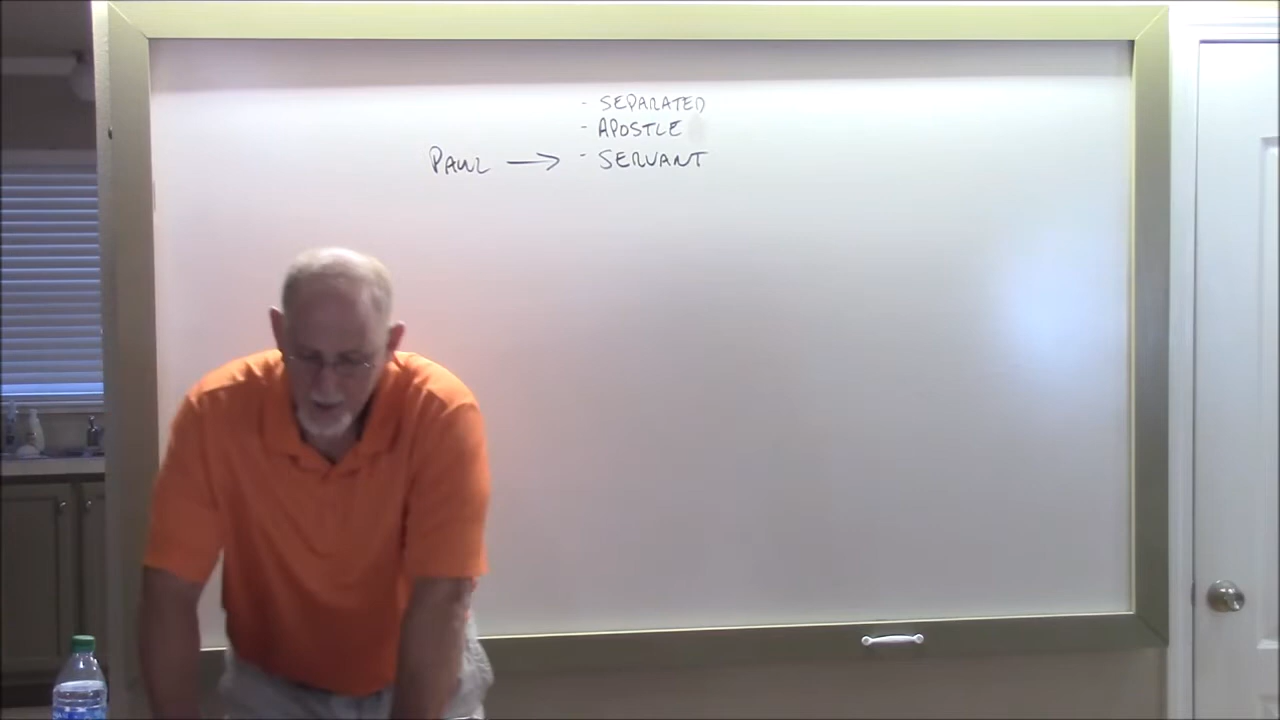 - SEPARATED
- APOSTLE
PAUL → - SERVANT